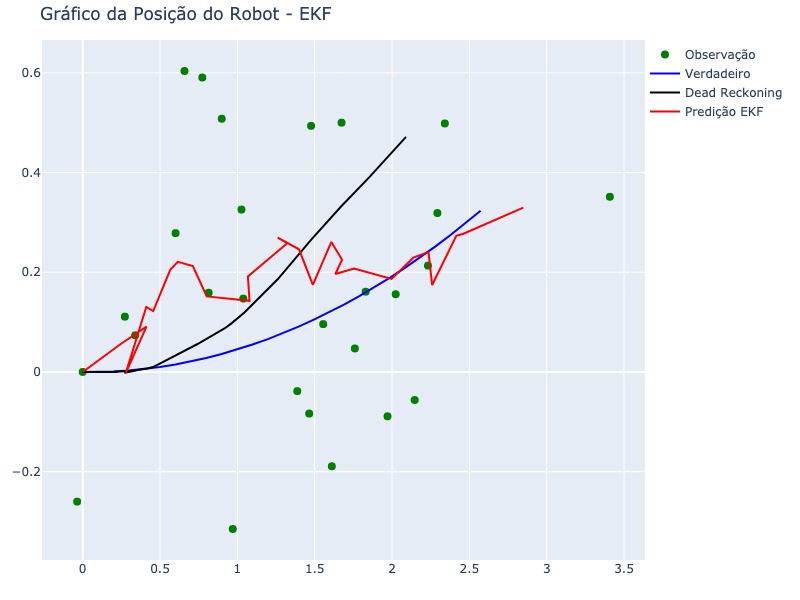 Gráfico da Posição do Robot - EKF
Observação
Verdadeiro
Dead Reckoning
Predição EKF
0.6
0.4
0.2
0
−0.2
0 0.5 1 1.5 2 2.5 3 3.5